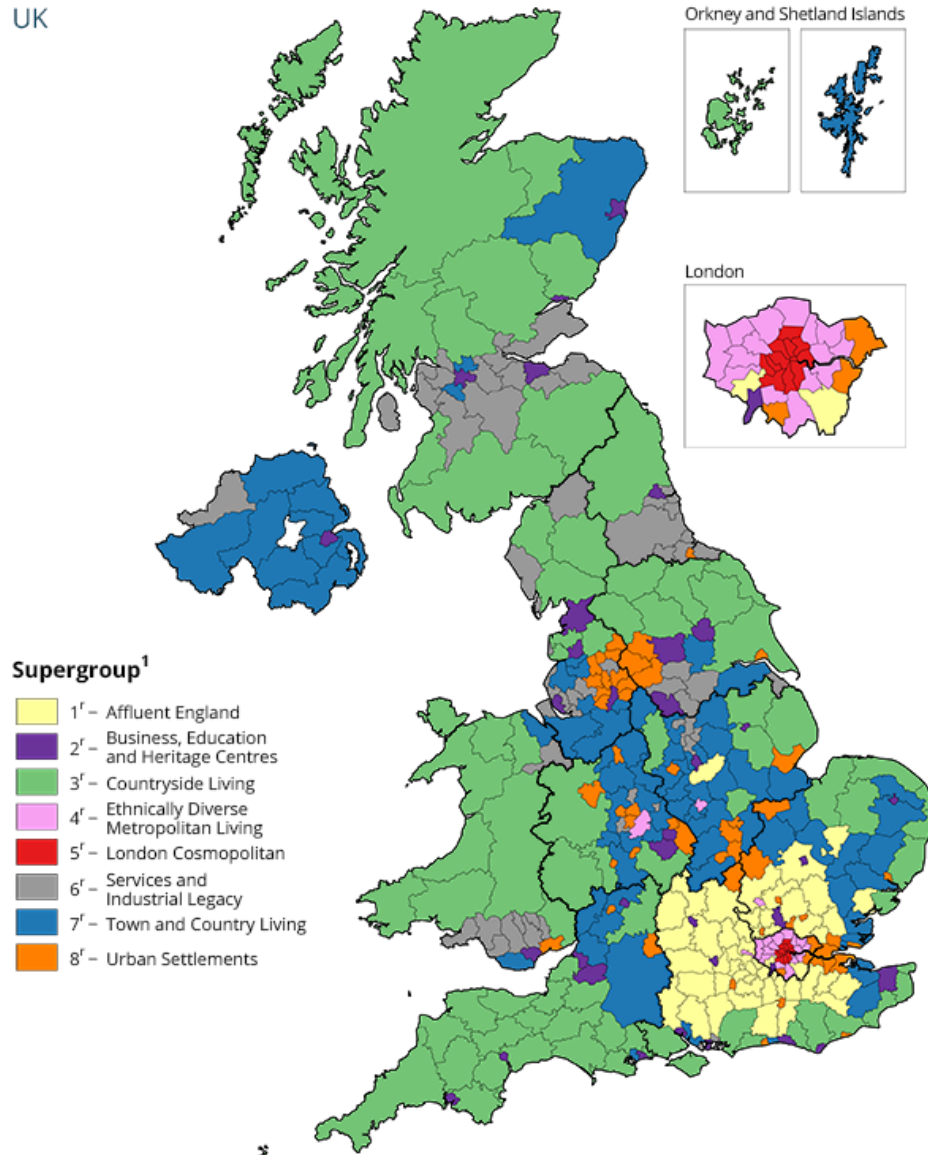 UK
Orkney and Shetland Islands
London
Supergroup¹
1ʳ – Affluent England
2ʳ – Business, Education
and Heritage Centres
3ʳ – Countryside Living
4ʳ – Ethnically Diverse
Metropolitan Living
5ʳ – London Cosmopolitan
6ʳ – Services and
Industrial Legacy
7ʳ – Town and Country Living
8ʳ – Urban Settlements